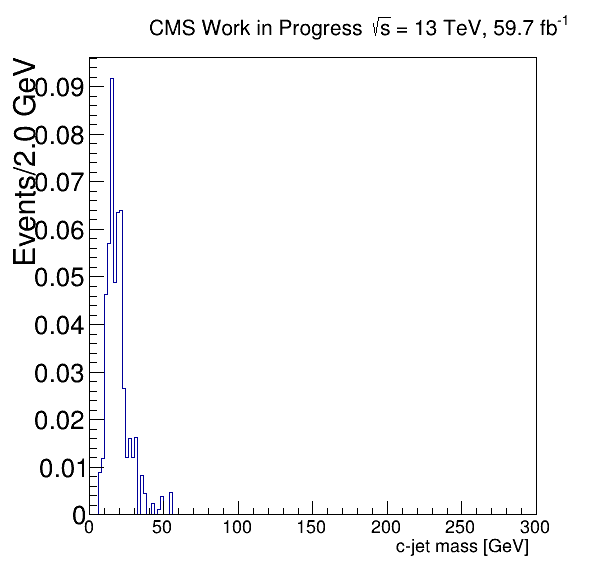 CMS Work in Progress √s = 13 TeV, 59.7 fb⁻¹
Events/2.0 GeV
0.09
0.08
0.07
0.06
0.05
0.04
0.03
0.02
0.01
0
0 50 100 150 200 250 300
c-jet mass [GeV]